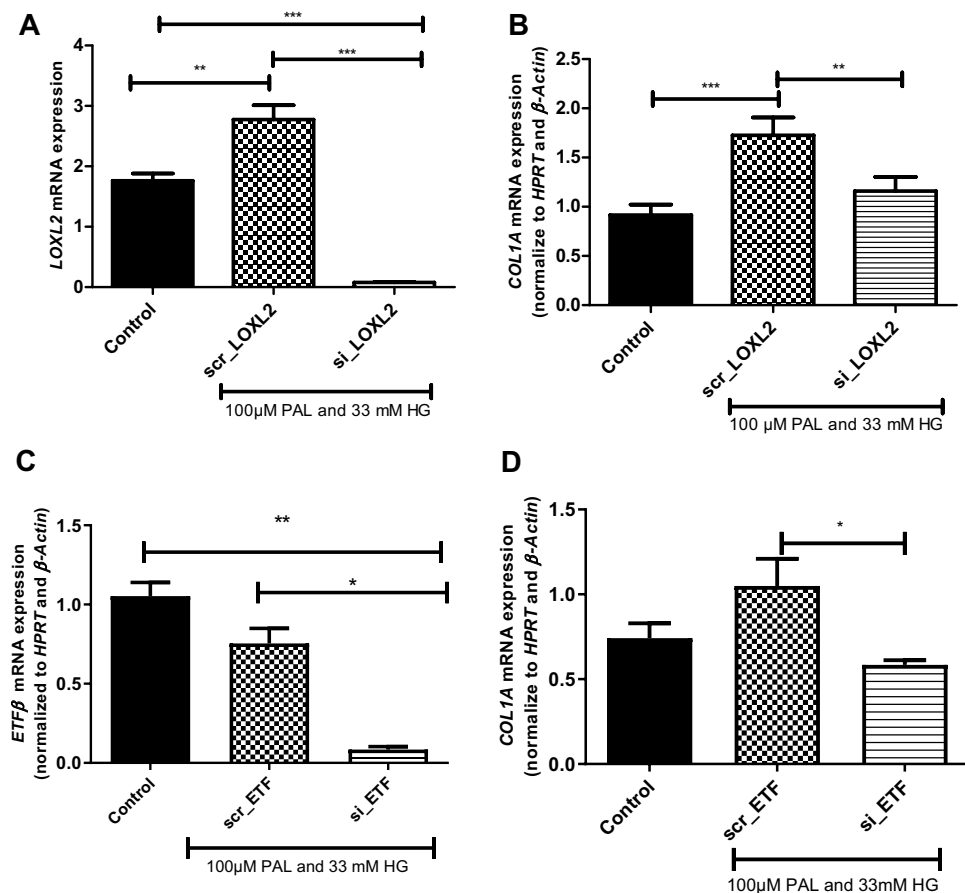 A
***
***
**
LOXL2 mRNA expression
4
3
2
1
0
Control
scr_LOXL2
si_LOXL2
100µM PAL and 33 mM HG
B
**
***
COL1A mRNA expression
(normalize to HPRT and β-Actin)
2.5
2.0
1.5
1.0
0.5
0.0
Control
scr_LOXL2
si_LOXL2
100 µM PAL and 33 mM HG
C
**
*
ETFβ mRNA expression
(normalized to HPRT and β-Actin)
1.5
1.0
0.5
0.0
Control
scr_ETF
si_ETF
100µM PAL and 33 mM HG
D
*
COL1A mRNA expression
(normalize to HPRT and β-Actin)
1.5
1.0
0.5
0.0
Control
scr_ETF
si_ETF
100µM PAL and 33mM HG